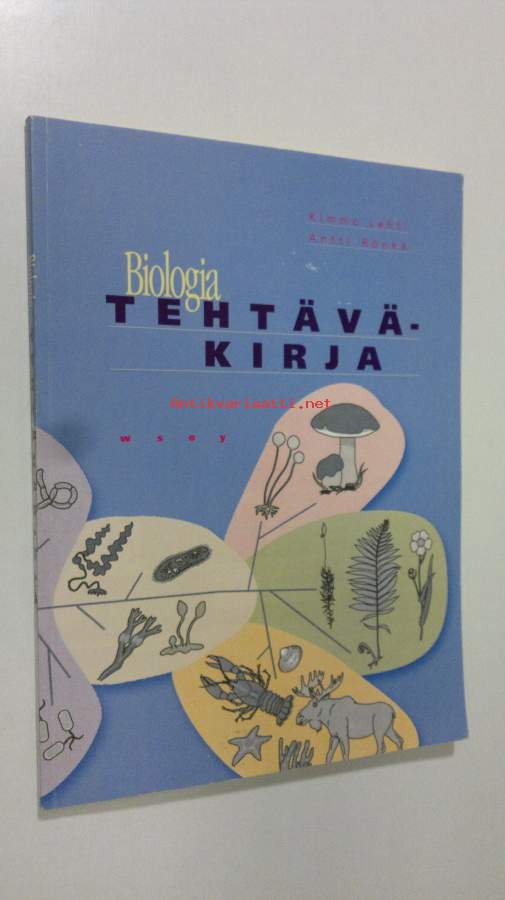 Kimmo Lahti
Antti Rönkä
Biologia
TEHTÄVÄ-
KIRJA
Antikvariaatti.net
wsoy